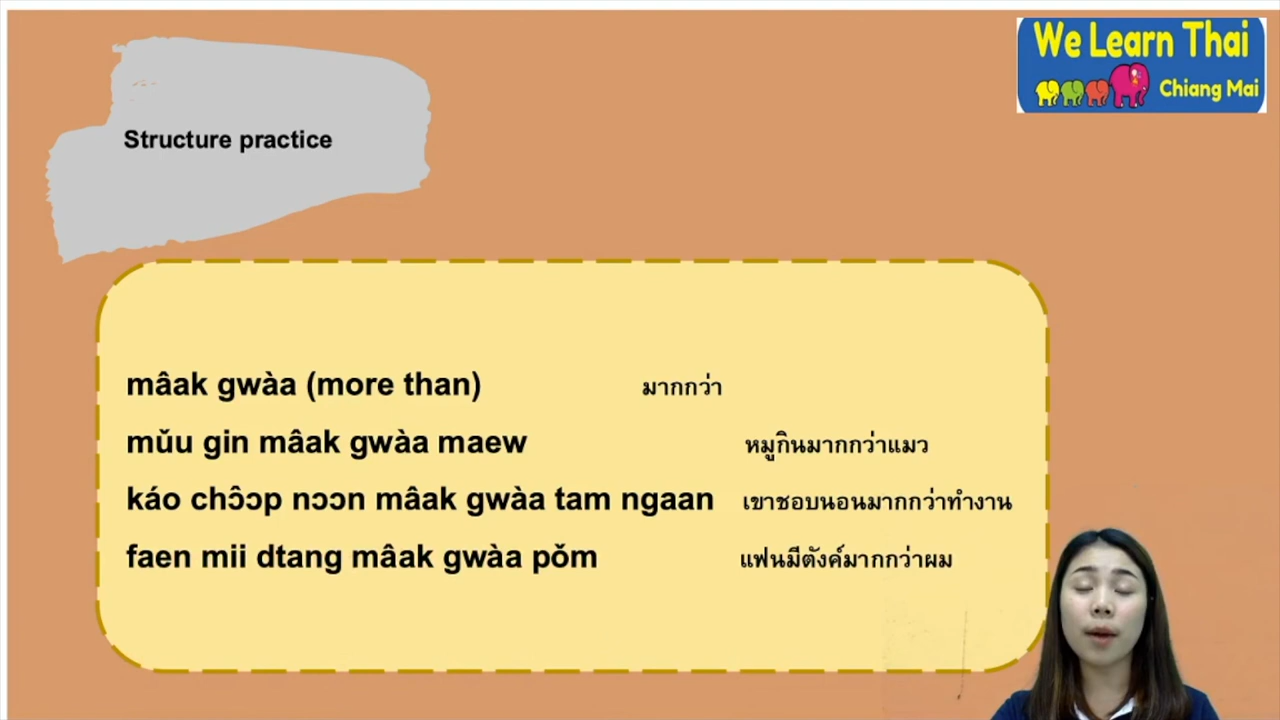 We Learn Thai
Chiang Mai
Structure practice
mâak gwàa (more than) มากกว่า
mǔu gin mâak gwàa maew หมูกินมากกว่าแมว
káo chɔ̂ɔp nɔɔn mâak gwàa tam ngaan เขาชอบนอนมากกว่าทำงาน
faen mii dtang mâak gwàa pǒm แฟนมีตังค์มากกว่าผม